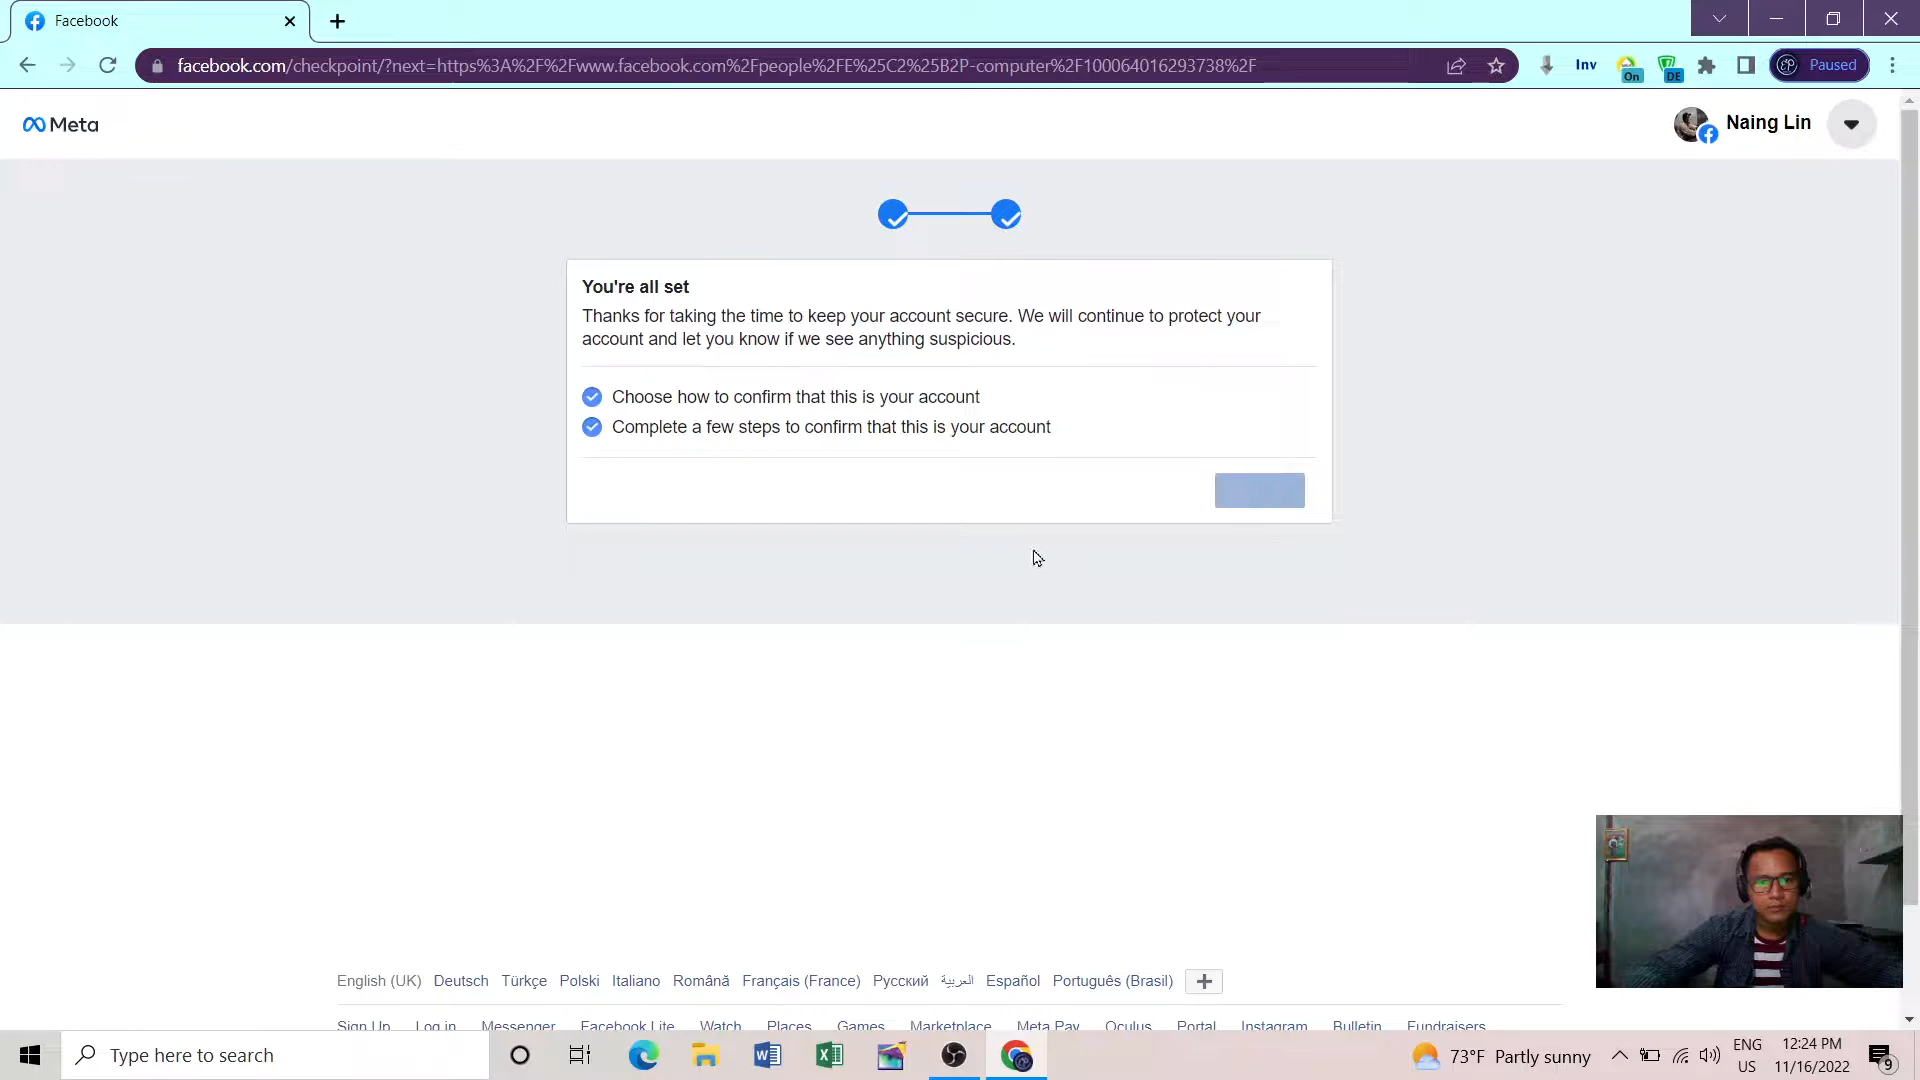 Facebook
facebook.com/checkpoint/?next=https%3A%2F%2Fwww.facebook.com%2Fpeople%2FE%25C2%25B2P-computer%2F100064016293738%2F
Inv
On
DE
Paused
Meta
Naing Lin
You're all set
Thanks for taking the time to keep your account secure. We will continue to protect your
account and let you know if we see anything suspicious.
Choose how to confirm that this is your account
Complete a few steps to confirm that this is your account
English (UK) Deutsch Türkçe Polski Italiano Română Français (France) Русский العربية Español Português (Brasil)
Sign Up Log in Messenger Facebook Lite Watch Places Games Marketplace Meta Pay Oculus Portal Instagram Bulletin Fundraisers
Type here to search
73°F Partly sunny
ENG
US
12:24 PM
11/16/2022
9